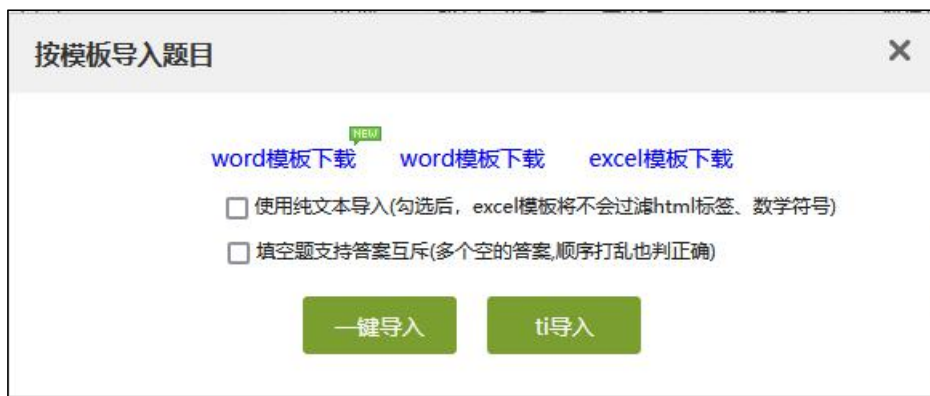 按模板导入题目
NEW
word模板下载 word模板下载 excel模板下载
使用纯文本导入(勾选后，excel模板将不会过滤html标签、数学符号)
填空题支持答案互斥(多个空的答案,顺序打乱也判正确)
一键导入 ti导入